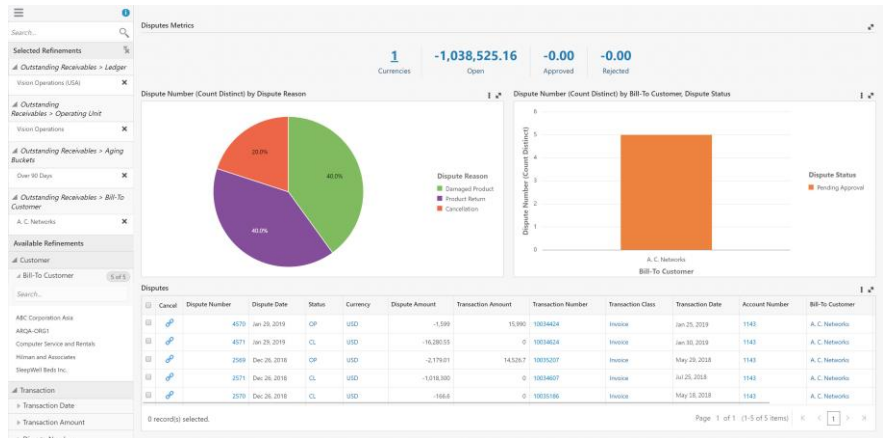 Search...
Selected Refinements
Outstanding Receivables > Ledger
Vision Operations (USA)
Outstanding
Receivables > Operating Unit
Vision Operations
Outstanding Receivables > Aging
Buckets
Over 90 Days
Outstanding Receivables > Bill-To
Customer
A. C. Networks
Available Refinements
Customer
Bill-To Customer 5 of 5
Search...
ABC Corporation Asia
ARQA-ORG1
Computer Service and Rentals
Hilman and Associates
SleepWell Beds Inc.
Transaction
Transaction Date
Transaction Amount
Disputes Metrics
1 -1,038,525.16 -0.00 -0.00
Currencies Open Approved Rejected
Dispute Number (Count Distinct) by Dispute Reason
20.0%
40.0%
40.0%
Dispute Reason
Damaged Product
Product Return
Cancellation
Dispute Number (Count Distinct) by Bill-To Customer, Dispute Status
Dispute Number (Count Distinct)
6
5
4
3
2
1
0
A. C. Networks
Bill-To Customer
Dispute Status
Pending Approval
Disputes
Cancel Dispute Number Dispute Date Status Currency Dispute Amount Transaction Amount Transaction Number Transaction Class Transaction Date Account Number Bill-To Customer
4570 Jan 29, 2019 OP USD -1,599 15,990 10034424 Invoice Jan 25, 2019 1143 A. C. Networks
4571 Jan 29, 2019 CL USD -16,280.55 0 10034624 Invoice Jan 30, 2019 1143 A. C. Networks
2569 Dec 26, 2018 OP USD -2,179.01 14,526.7 10035207 Invoice May 29, 2018 1143 A. C. Networks
2571 Dec 26, 2018 CL USD -1,018,300 0 10034607 Invoice Jul 25, 2018 1143 A. C. Networks
2570 Dec 26, 2018 CL USD -166.6 0 10035186 Invoice May 18, 2018 1143 A. C. Networks
0 record(s) selected.
Page 1 of 1 (1-5 of 5 items) 1